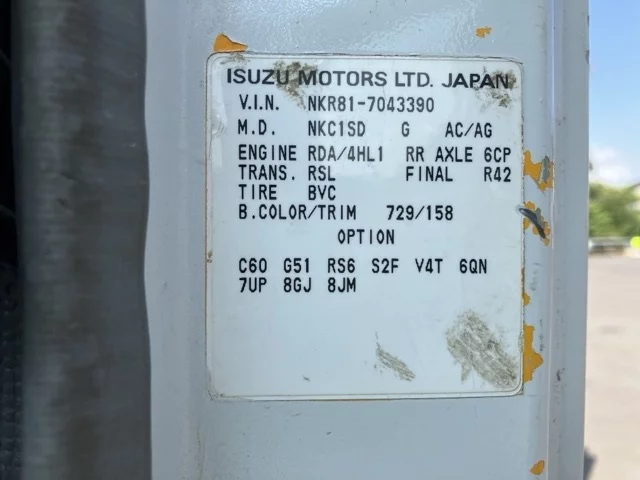 ISUZU MOTORS LTD. JAPAN
V.I.N. NKR81-7043390
M.D. NKC1SD G AC/AG
ENGINE RDA/4HL1 RR AXLE 6CP
TRANS. RSL FINAL R42
TIRE BVC
B.COLOR/TRIM 729/158
OPTION
C60 G51 RS6 S2F V4T 6QN
7UP 8GJ 8JM